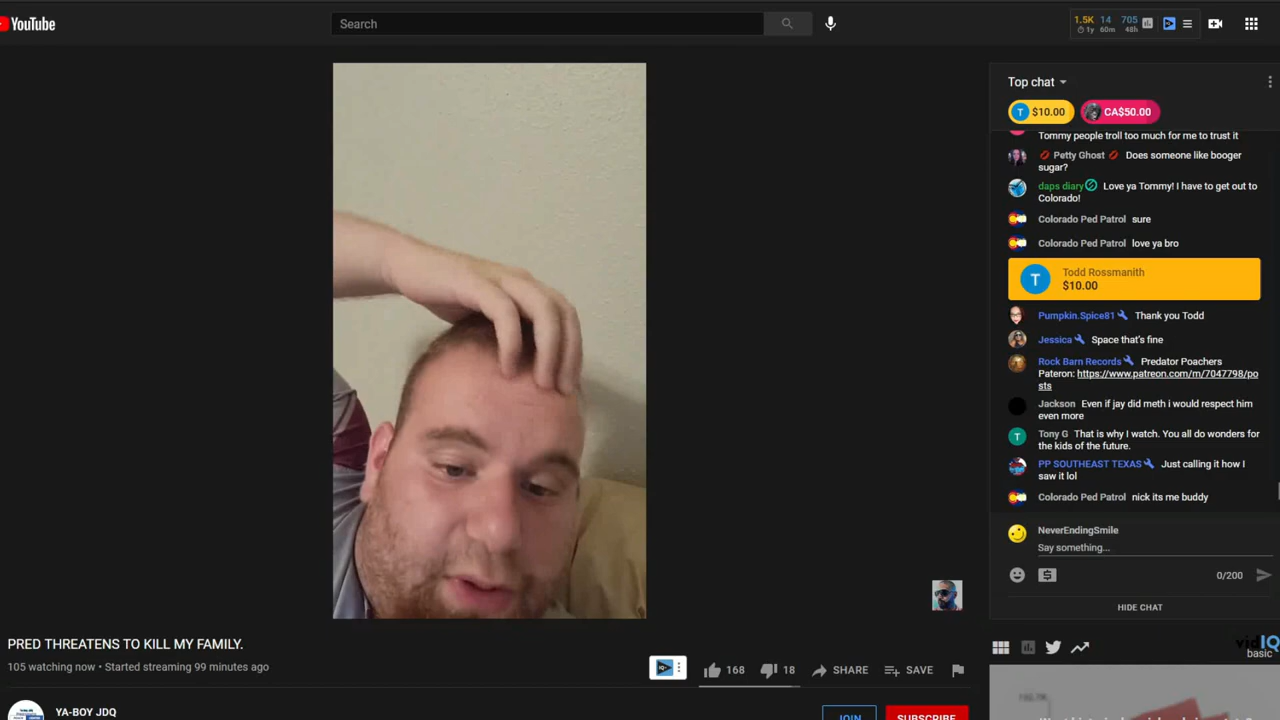 YouTube
Search
1.5K 14 705
1y 60m 48h
Top chat
T $10.00 CA$50.00
Tommy people troll too much for me to trust it
Petty Ghost Does someone like booger
sugar?
daps diary Love ya Tommy! I have to get out to
Colorado!
Colorado Ped Patrol sure
Colorado Ped Patrol love ya bro
T Todd Rossmanith
$10.00
Pumpkin.Spice81 Thank you Todd
Jessica Space that's fine
Rock Barn Records Predator Poachers
Pateron: https://www.patreon.com/m/7047798/po
sts
Jackson Even if jay did meth i would respect him
even more
T Tony G That is why I watch. You all do wonders for
the kids of the future.
PP SOUTHEAST TEXAS Just calling it how I
saw it lol
Colorado Ped Patrol nick its me buddy
NeverEndingSmile
Say something...
0/200
HIDE CHAT
PRED THREATENS TO KILL MY FAMILY.
105 watching now • Started streaming 99 minutes ago
168 18 SHARE SAVE
vidIQ
basic
YA-BOY JDQ
JOIN SUBSCRIBE